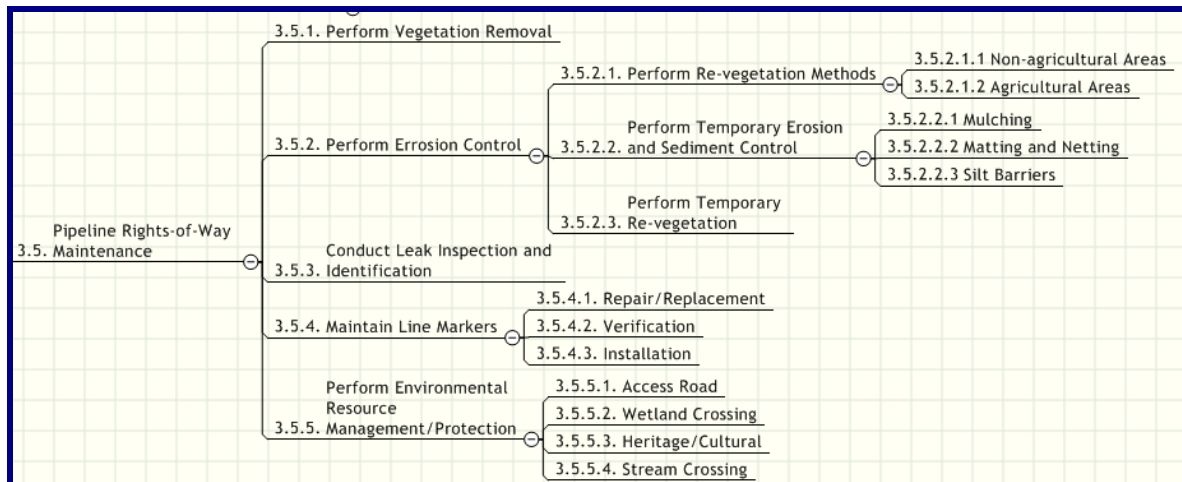 3.5.1. Perform Vegetation Removal
3.5.2.1.1 Non-agricultural Areas
3.5.2.1. Perform Re-vegetation Methods
3.5.2.1.2 Agricultural Areas
3.5.2.2.1 Mulching
Perform Temporary Erosion
3.5.2. Perform Errosion Control
3.5.2.2. and Sediment Control
3.5.2.2.2 Matting and Netting
3.5.2.2.3 Silt Barriers
Perform Temporary
3.5.2.3. Re-vegetation
Pipeline Rights-of-Way
3.5. Maintenance
Conduct Leak Inspection and
3.5.3. Identification
3.5.4.1. Repair/Replacement
3.5.4. Maintain Line Markers
3.5.4.2. Verification
3.5.4.3. Installation
Perform Environmental
Resource
3.5.5. Management/Protection
3.5.5.1. Access Road
3.5.5.2. Wetland Crossing
3.5.5.3. Heritage/Cultural
3.5.5.4. Stream Crossing